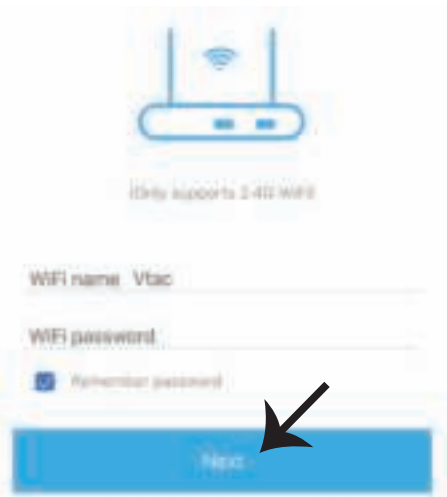 (Only supports 2.4G WiFi)
WiFi name Vtac
WiFi password
Remember password
Next